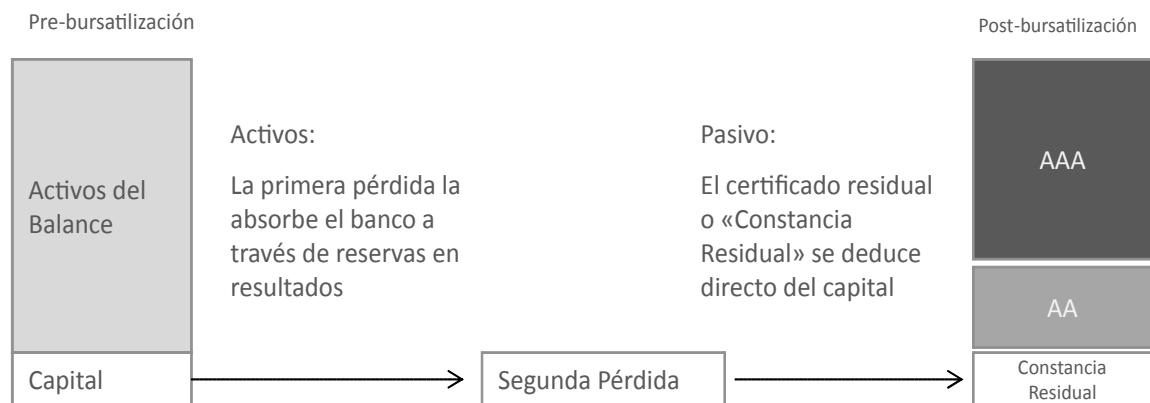 Pre-bursatilización
Post-bursatilización
Activos del
Balance
Activos:
La primera pérdida la
absorbe el banco a
través de reservas en
resultados
Pasivo:
El certificado residual
o «Constancia
Residual» se deduce
directo del capital
AAA
AA
Capital
Segunda Pérdida
Constancia
Residual